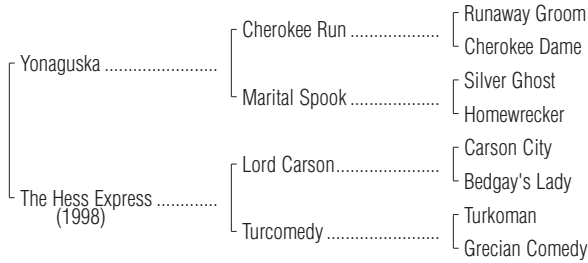 Runaway Groom
Cherokee Run ....................
Cherokee Dame
Yonaguska .........................
Silver Ghost
Marital Spook ....................
Homewrecker
Carson City
Lord Carson.......................
Bedgay's Lady
The Hess Express .............
(1998)
Turkoman
Turcomedy .........................
Grecian Comedy